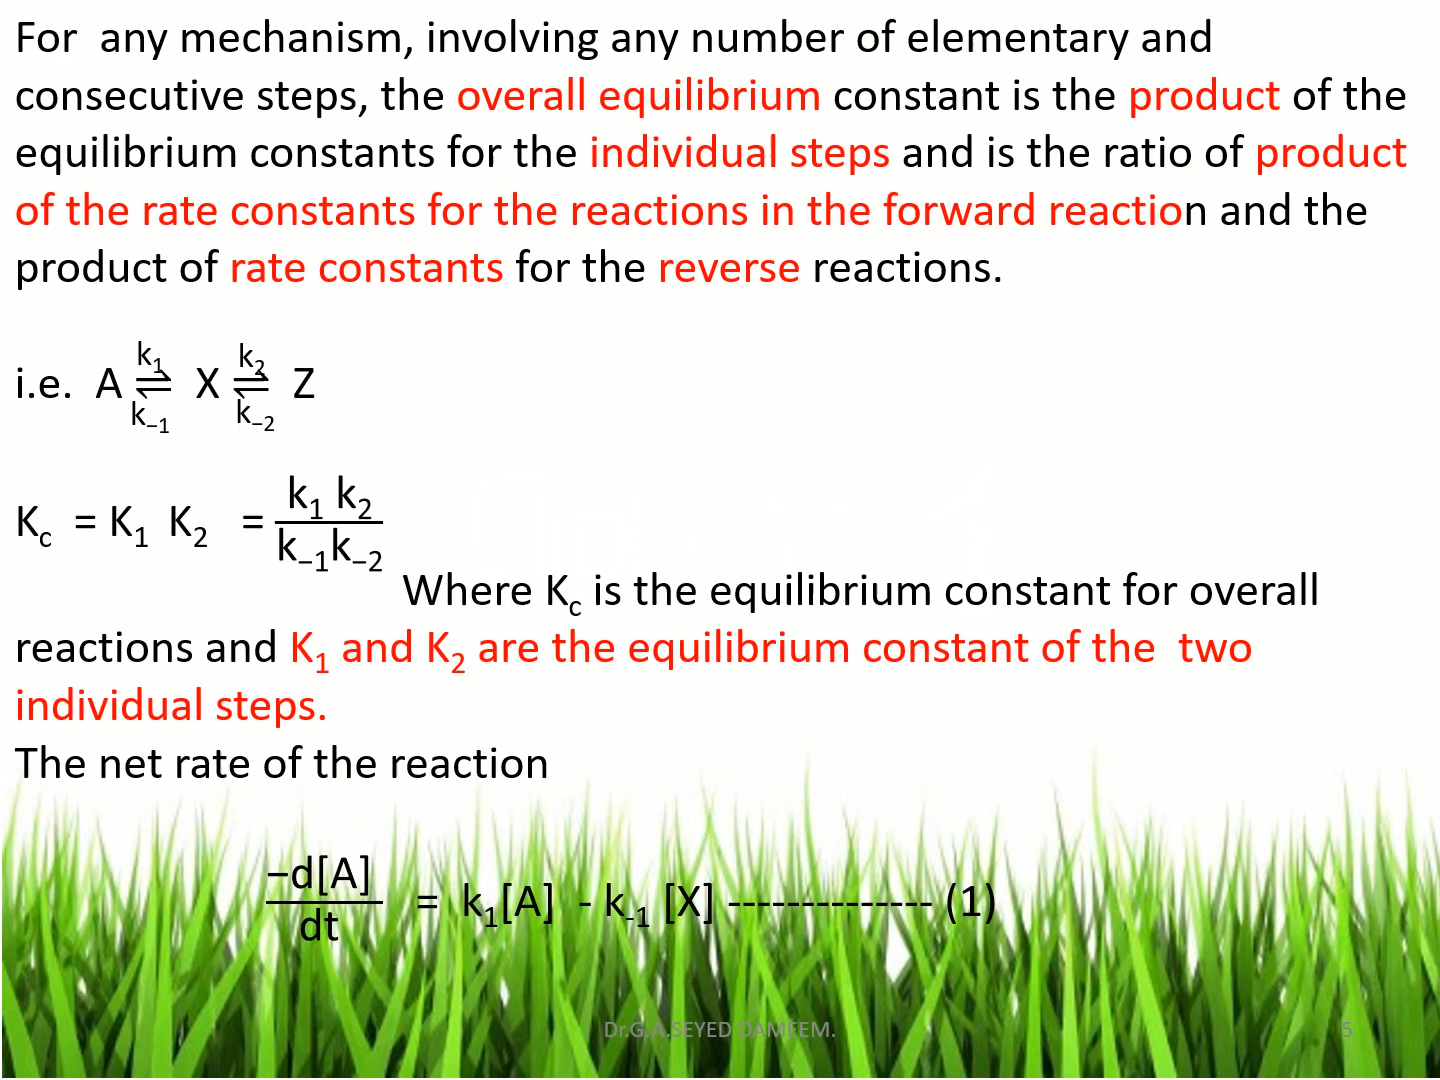 For any mechanism, involving any number of elementary and
consecutive steps, the overall equilibrium constant is the product of the
equilibrium constants for the individual steps and is the ratio of product
of the rate constants for the reactions in the forward reaction and the
product of rate constants for the reverse reactions.
k₁ k₂
i.e. A ⇌ X ⇌ Z
k₋₁ k₋₂
k₁ k₂
K_c = K₁ K₂ =
k₋₁k₋₂
Where K_c is the equilibrium constant for overall
reactions and K₁ and K₂ are the equilibrium constant of the two
individual steps.
The net rate of the reaction
−d[A]
= k₁[A] - k₋₁ [X] -------------- (1)
dt
Dr.G.A.SEYED DAMEEM. 5